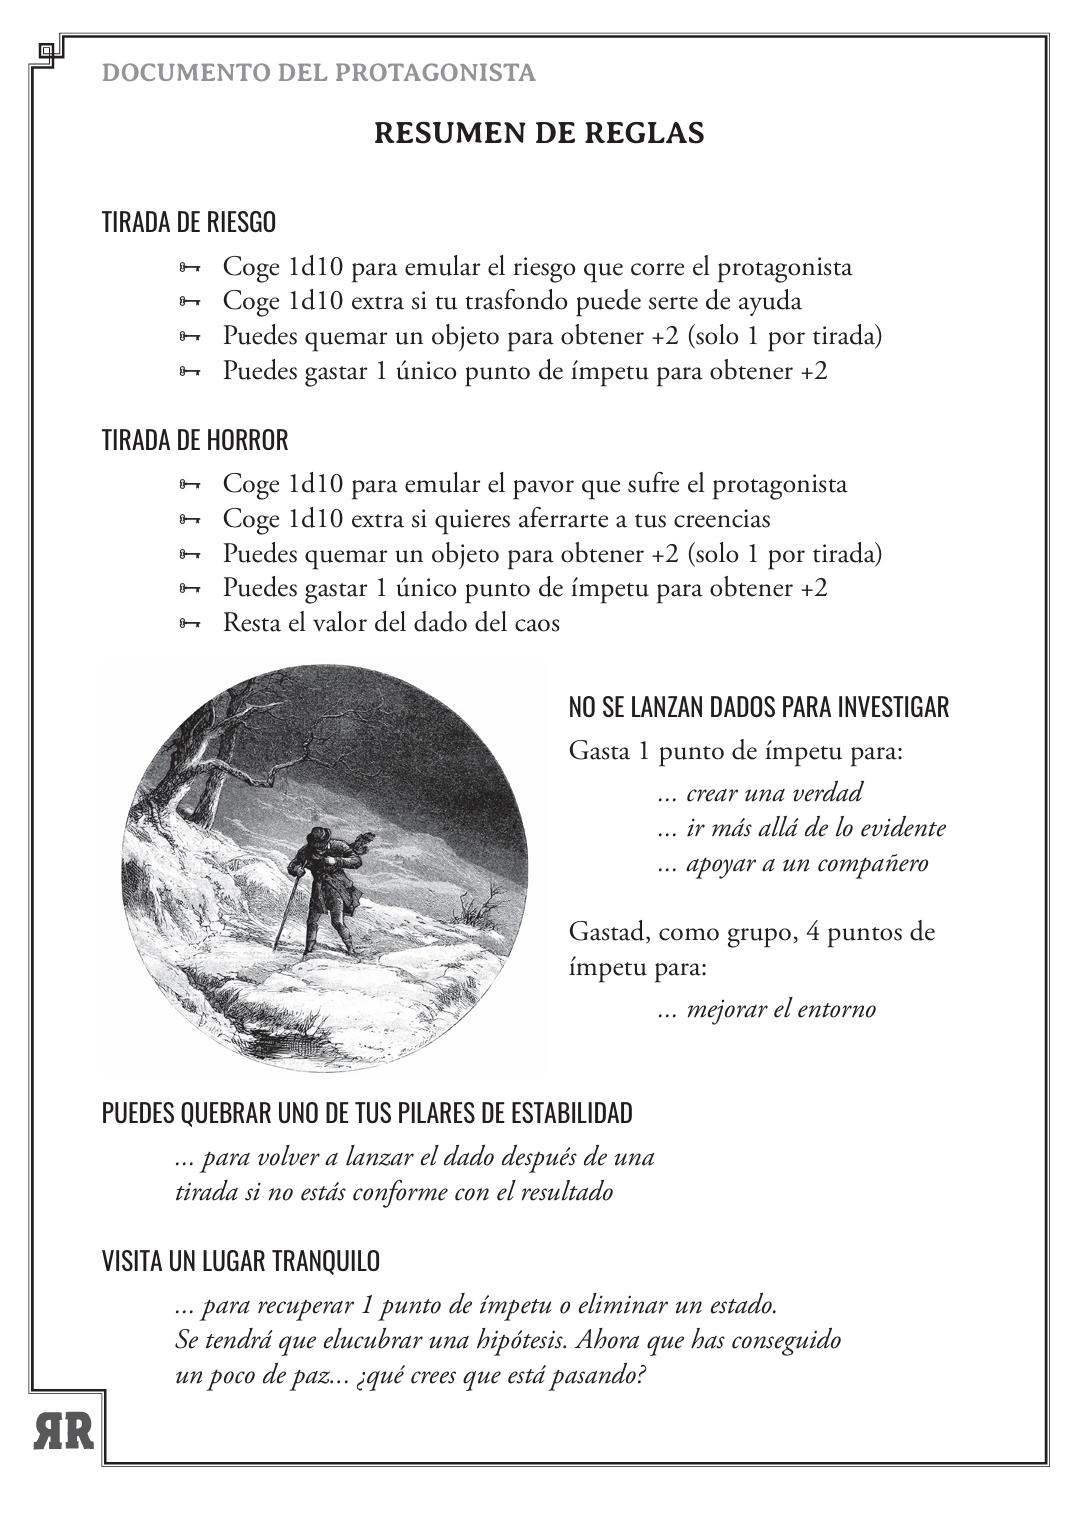 DOCUMENTO DEL PROTAGONISTA
RESUMEN DE REGLAS
TIRADA DE RIESGO
Coge 1d10 para emular el riesgo que corre el protagonista
Coge 1d10 extra si tu trasfondo puede serte de ayuda
Puedes quemar un objeto para obtener +2 (solo 1 por tirada)
Puedes gastar 1 único punto de ímpetu para obtener +2
TIRADA DE HORROR
Coge 1d10 para emular el pavor que sufre el protagonista
Coge 1d10 extra si quieres aferrarte a tus creencias
Puedes quemar un objeto para obtener +2 (solo 1 por tirada)
Puedes gastar 1 único punto de ímpetu para obtener +2
Resta el valor del dado del caos
NO SE LANZAN DADOS PARA INVESTIGAR
Gasta 1 punto de ímpetu para:
... crear una verdad
... ir más allá de lo evidente
... apoyar a un compañero
Gastad, como grupo, 4 puntos de
ímpetu para:
... mejorar el entorno
PUEDES QUEBRAR UNO DE TUS PILARES DE ESTABILIDAD
... para volver a lanzar el dado después de una
tirada si no estás conforme con el resultado
VISITA UN LUGAR TRANQUILO
... para recuperar 1 punto de ímpetu o eliminar un estado.
Se tendrá que elucubrar una hipótesis. Ahora que has conseguido
un poco de paz... ¿qué crees que está pasando?
RR